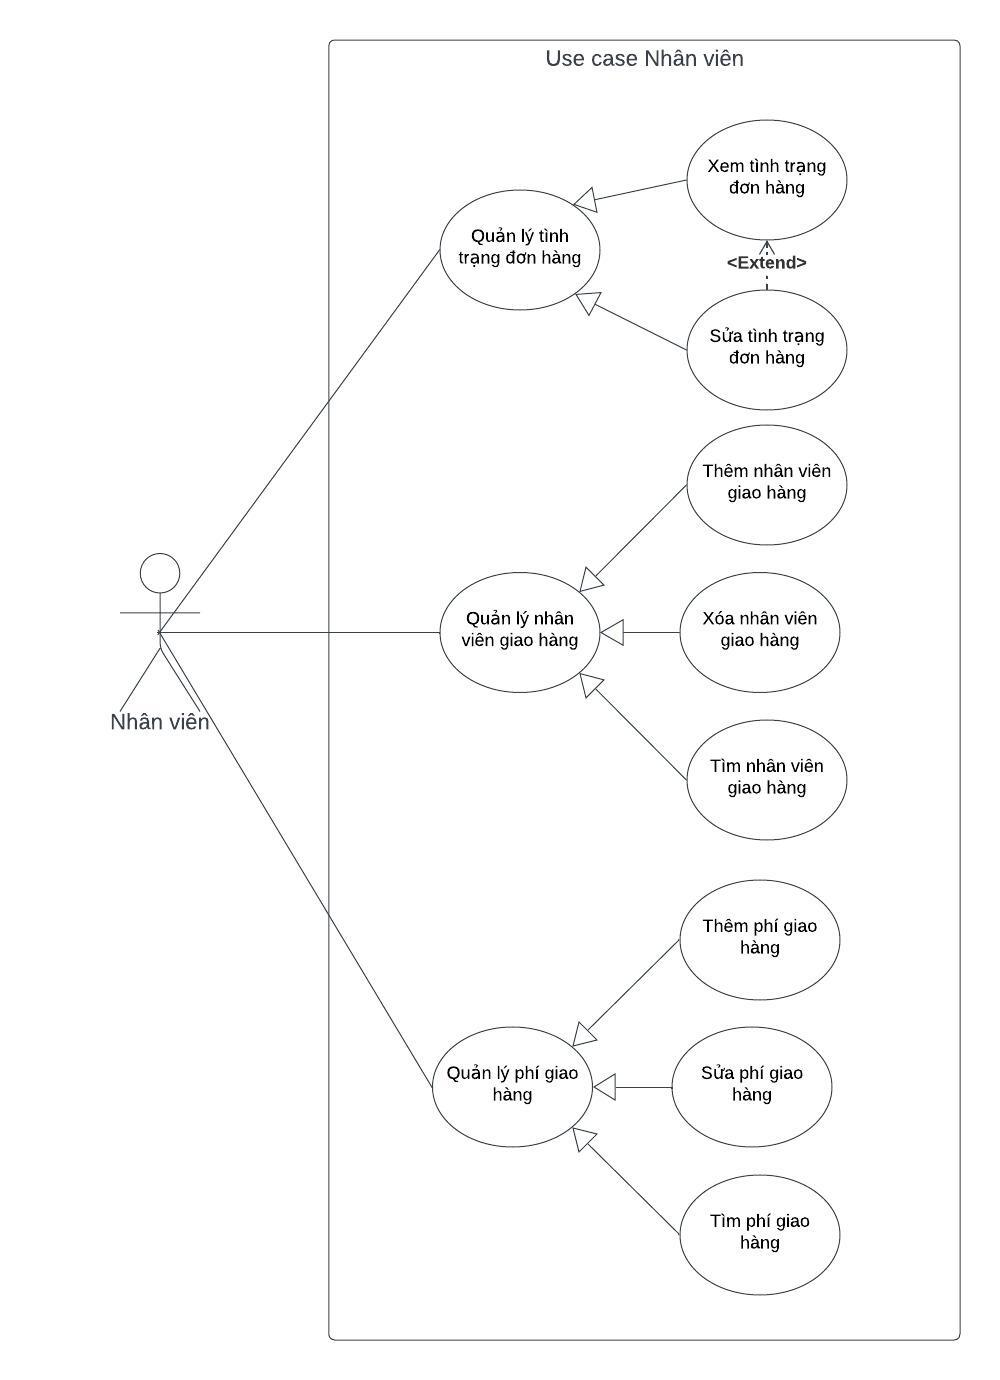 Use case Nhân viên
Xem tình trạng
đơn hàng
Quản lý tình
trạng đơn hàng
<Extend>
Sửa tình trạng
đơn hàng
Thêm nhân viên
giao hàng
Quản lý nhân
viên giao hàng
Xóa nhân viên
giao hàng
Nhân viên
Tìm nhân viên
giao hàng
Thêm phí giao
hàng
Quản lý phí giao
hàng
Sửa phí giao
hàng
Tìm phí giao
hàng